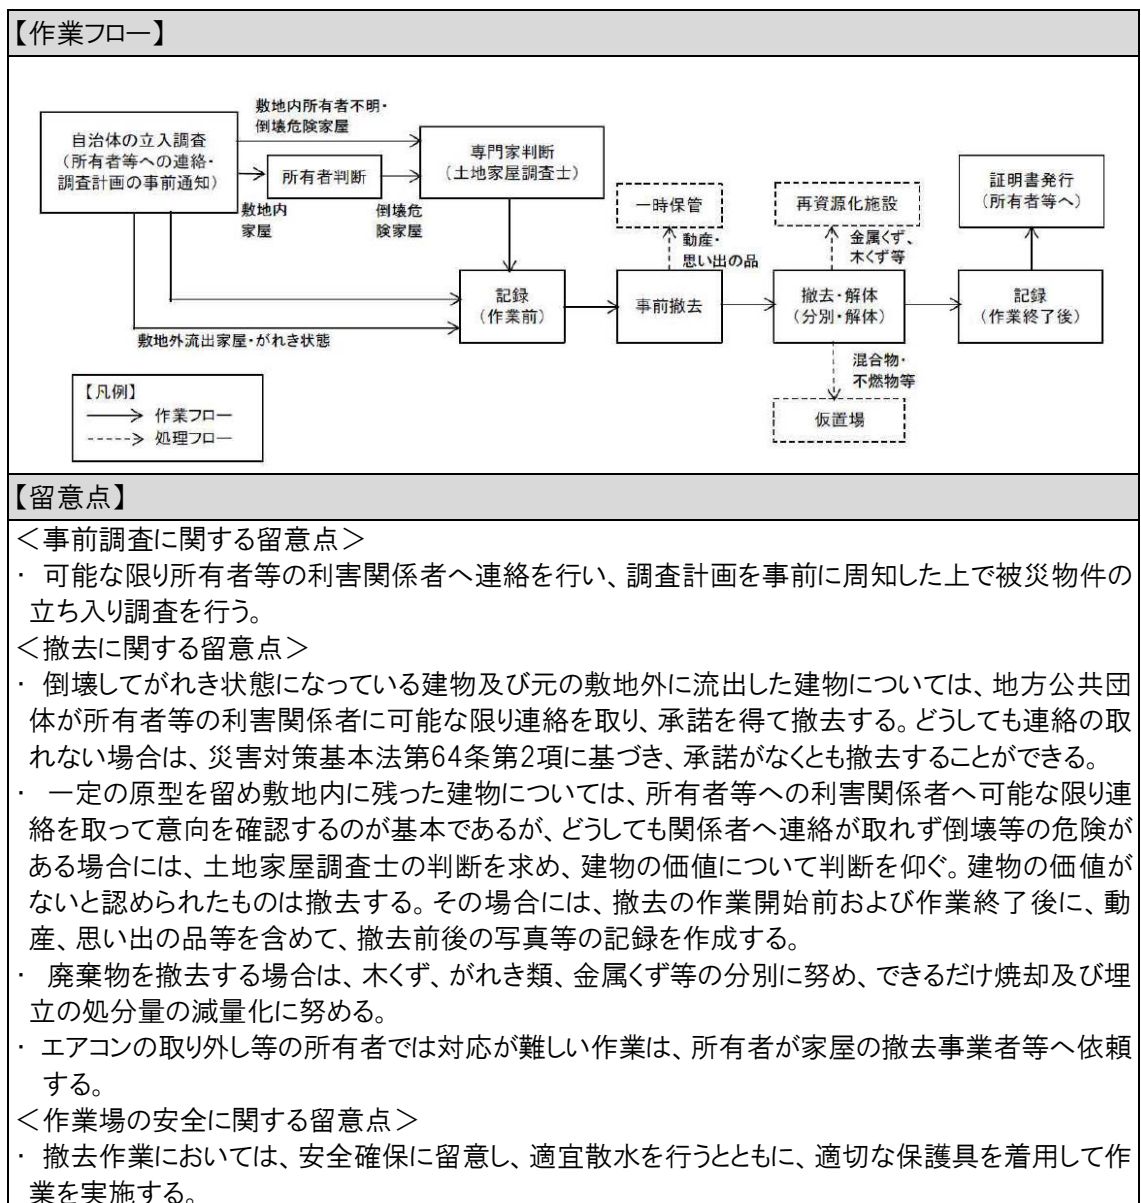 【作業フロー】
敷地内所有者不明・
倒壊危険家屋
自治体の立入調査
(所有者等への連絡・
調査計画の事前通知)
所有者判断
専門家判断
(土地家屋調査士)
敷地内
家屋
倒壊危
険家屋
一時保管
動産・
思い出の品
再資源化施設
金属くず、
木くず等
証明書発行
(所有者等へ)
記録
(作業前)
事前撤去
撤去・解体
(分別・解体)
記録
(作業終了後)
敷地外流出家屋・がれき状態
混合物・
不燃物等
仮置場
【凡例】
作業フロー
処理フロー
【留意点】
＜事前調査に関する留意点＞
・ 可能な限り所有者等の利害関係者へ連絡を行い、調査計画を事前に周知した上で被災物件の
立ち入り調査を行う。
＜撤去に関する留意点＞
・ 倒壊してがれき状態になっている建物及び元の敷地外に流出した建物については、地方公共団
体が所有者等の利害関係者に可能な限り連絡を取り、承諾を得て撤去する。どうしても連絡の取
れない場合は、災害対策基本法第64条第2項に基づき、承諾がなくとも撤去することができる。
・ 一定の原型を留め敷地内に残った建物については、所有者等への利害関係者へ可能な限り連
絡を取って意向を確認するのが基本であるが、どうしても関係者へ連絡が取れず倒壊等の危険が
ある場合には、土地家屋調査士の判断を求め、建物の価値について判断を仰ぐ。建物の価値が
ないと認められたものは撤去する。その場合には、撤去の作業開始前および作業終了後に、動
産、思い出の品等を含めて、撤去前後の写真等の記録を作成する。
・ 廃棄物を撤去する場合は、木くず、がれき類、金属くず等の分別に努め、できるだけ焼却及び埋
立の処分量の減量化に努める。
・ エアコンの取り外し等の所有者では対応が難しい作業は、所有者が家屋の撤去事業者等へ依頼
する。
＜作業場の安全に関する留意点＞
・ 撤去作業においては、安全確保に留意し、適宜散水を行うとともに、適切な保護具を着用して作
業を実施する。